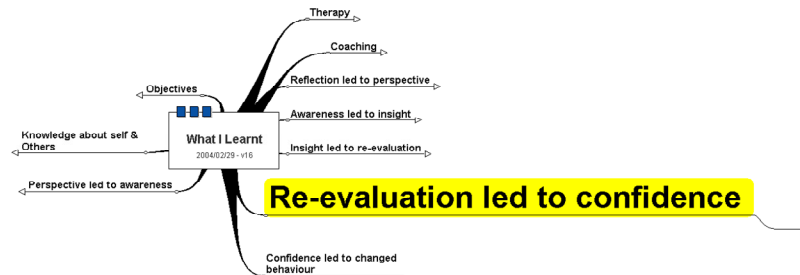 Therapy
Coaching
Reflection led to perspective
Objectives
Awareness led to insight
Knowledge about self &
Others
What I Learnt
2004/02/29 - v16
Insight led to re-evaluation
Perspective led to awareness
Re-evaluation led to confidence
Confidence led to changed
behaviour